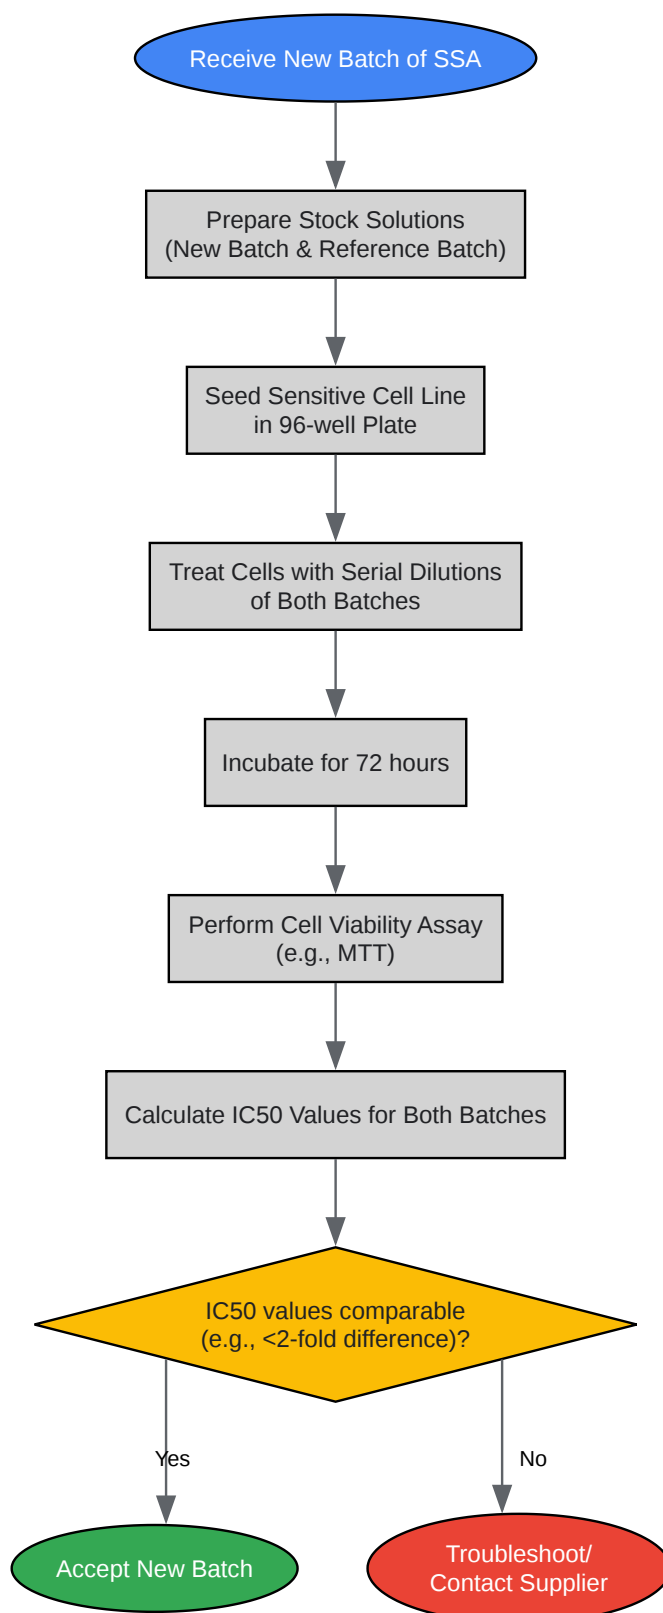 Receive New Batch of SSA
Prepare Stock Solutions
(New Batch & Reference Batch)
Seed Sensitive Cell Line
in 96-well Plate
Treat Cells with Serial Dilutions
of Both Batches
Incubate for 72 hours
Perform Cell Viability Assay
(e.g., MTT)
Calculate IC50 Values for Both Batches
IC50 values comparable
(e.g., <2-fold difference)?
Yes
No
Accept New Batch
Troubleshoot/
Contact Supplier